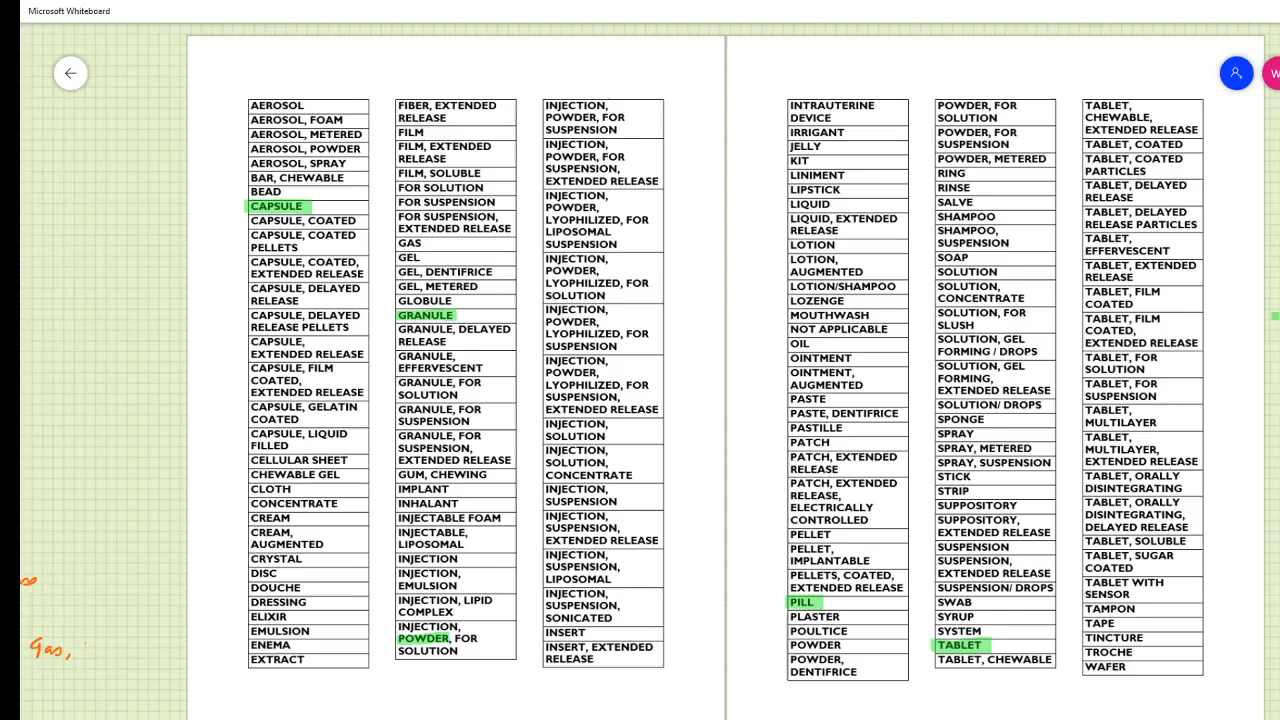 Microsoft Whiteboard
W
AEROSOL
AEROSOL, FOAM
AEROSOL, METERED
AEROSOL, POWDER
AEROSOL, SPRAY
BAR, CHEWABLE
BEAD
CAPSULE
CAPSULE, COATED
CAPSULE, COATED
PELLETS
CAPSULE, COATED,
EXTENDED RELEASE
CAPSULE, DELAYED
RELEASE
CAPSULE, DELAYED
RELEASE PELLETS
CAPSULE,
EXTENDED RELEASE
CAPSULE, FILM
COATED,
EXTENDED RELEASE
CAPSULE, GELATIN
COATED
CAPSULE, LIQUID
FILLED
CELLULAR SHEET
CHEWABLE GEL
CLOTH
CONCENTRATE
CREAM
CREAM,
AUGMENTED
CRYSTAL
DISC
DOUCHE
DRESSING
ELIXIR
EMULSION
ENEMA
EXTRACT
FIBER, EXTENDED
RELEASE
FILM
FILM, EXTENDED
RELEASE
FILM, SOLUBLE
FOR SOLUTION
FOR SUSPENSION
FOR SUSPENSION,
EXTENDED RELEASE
GAS
GEL
GEL, DENTIFRICE
GEL, METERED
GLOBULE
GRANULE
GRANULE, DELAYED
RELEASE
GRANULE,
EFFERVESCENT
GRANULE, FOR
SOLUTION
GRANULE, FOR
SUSPENSION
GRANULE, FOR
SUSPENSION,
EXTENDED RELEASE
GUM, CHEWING
IMPLANT
INHALANT
INJECTABLE FOAM
INJECTABLE,
LIPOSOMAL
INJECTION
INJECTION,
EMULSION
INJECTION, LIPID
COMPLEX
INJECTION,
POWDER, FOR
SOLUTION
INJECTION,
POWDER, FOR
SUSPENSION
INJECTION,
POWDER, FOR
SUSPENSION,
EXTENDED RELEASE
INJECTION,
POWDER,
LYOPHILIZED, FOR
LIPOSOMAL
SUSPENSION
INJECTION,
POWDER,
LYOPHILIZED, FOR
SOLUTION
INJECTION,
POWDER,
LYOPHILIZED, FOR
SUSPENSION
INJECTION,
POWDER,
LYOPHILIZED, FOR
SUSPENSION,
EXTENDED RELEASE
INJECTION,
SOLUTION
INJECTION,
SOLUTION,
CONCENTRATE
INJECTION,
SUSPENSION
INJECTION,
SUSPENSION,
EXTENDED RELEASE
INJECTION,
SUSPENSION,
LIPOSOMAL
INJECTION,
SUSPENSION,
SONICATED
INSERT
INSERT, EXTENDED
RELEASE
INTRAUTERINE
DEVICE
IRRIGANT
JELLY
KIT
LINIMENT
LIPSTICK
LIQUID
LIQUID, EXTENDED
RELEASE
LOTION
LOTION,
AUGMENTED
LOTION/SHAMPOO
LOZENGE
MOUTHWASH
NOT APPLICABLE
OIL
OINTMENT
OINTMENT,
AUGMENTED
PASTE
PASTE, DENTIFRICE
PASTILLE
PATCH
PATCH, EXTENDED
RELEASE
PATCH, EXTENDED
RELEASE,
ELECTRICALLY
CONTROLLED
PELLET
PELLET,
IMPLANTABLE
PELLETS, COATED,
EXTENDED RELEASE
PILL
PLASTER
POULTICE
POWDER
POWDER,
DENTIFRICE
POWDER, FOR
SOLUTION
POWDER, FOR
SUSPENSION
POWDER, METERED
RING
RINSE
SALVE
SHAMPOO
SHAMPOO,
SUSPENSION
SOAP
SOLUTION
SOLUTION,
CONCENTRATE
SOLUTION, FOR
SLUSH
SOLUTION, GEL
FORMING / DROPS
SOLUTION, GEL
FORMING,
EXTENDED RELEASE
SOLUTION/ DROPS
SPONGE
SPRAY
SPRAY, METERED
SPRAY, SUSPENSION
STICK
STRIP
SUPPOSITORY
SUPPOSITORY,
EXTENDED RELEASE
SUSPENSION
SUSPENSION,
EXTENDED RELEASE
SUSPENSION/ DROPS
SWAB
SYRUP
SYSTEM
TABLET
TABLET, CHEWABLE
TABLET,
CHEWABLE,
EXTENDED RELEASE
TABLET, COATED
TABLET, COATED
PARTICLES
TABLET, DELAYED
RELEASE
TABLET, DELAYED
RELEASE PARTICLES
TABLET,
EFFERVESCENT
TABLET, EXTENDED
RELEASE
TABLET, FILM
COATED
TABLET, FILM
COATED,
EXTENDED RELEASE
TABLET, FOR
SOLUTION
TABLET, FOR
SUSPENSION
TABLET,
MULTILAYER
TABLET,
MULTILAYER,
EXTENDED RELEASE
TABLET, ORALLY
DISINTEGRATING
TABLET, ORALLY
DISINTEGRATING,
DELAYED RELEASE
TABLET, SOLUBLE
TABLET, SUGAR
COATED
TABLET WITH
SENSOR
TAMPON
TAPE
TINCTURE
TROCHE
WAFER
Gas,